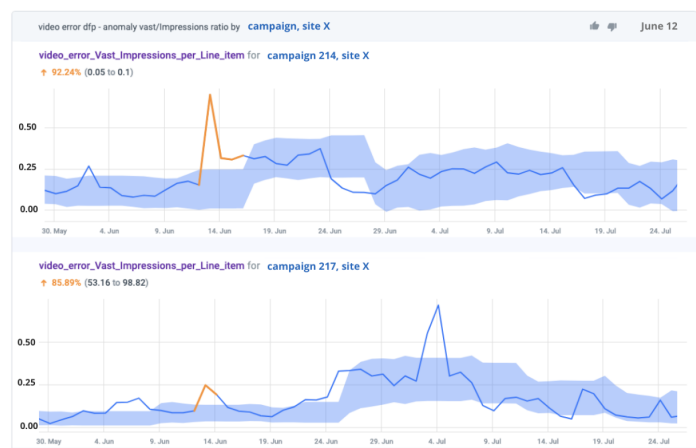 video error dfp - anomaly vast/Impressions ratio by campaign, site X June 12
video_error_Vast_Impressions_per_Line_item for campaign 214, site X
↑ 92.24% (0.05 to 0.1)
0.50
0.25
0.00
30. May 4. Jun 9. Jun 14. Jun 19. Jun 24. Jun 29. Jun 4. Jul 9. Jul 14. Jul 19. Jul 24. Jul
video_error_Vast_Impressions_per_Line_item for campaign 217, site X
↑ 85.89% (53.16 to 98.82)
0.50
0.25
0.00
30. May 4. Jun 9. Jun 14. Jun 19. Jun 24. Jun 29. Jun 4. Jul 9. Jul 14. Jul 19. Jul 24. Jul